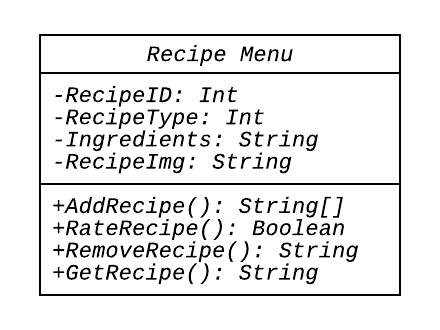 Recipe Menu
-RecipeID: Int
-RecipeType: Int
-Ingredients: String
-RecipeImg: String
+AddRecipe(): String[]
+RateRecipe(): Boolean
+RemoveRecipe(): String
+GetRecipe(): String